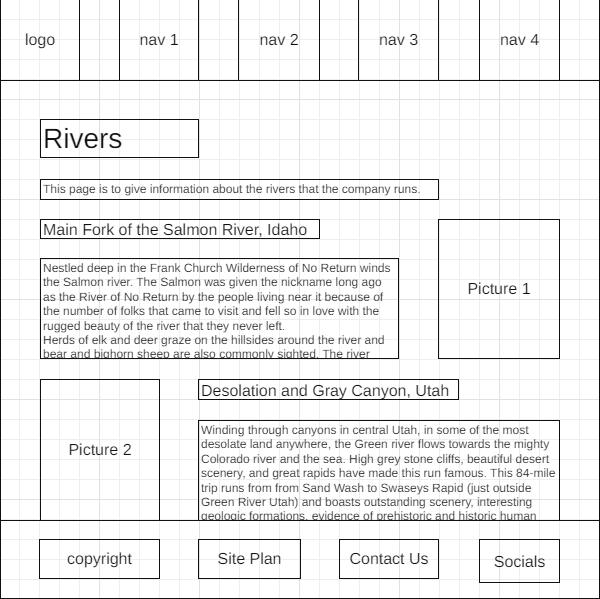 logo
nav 1
nav 2
nav 3
nav 4
Rivers
This page is to give information about the rivers that the company runs.
Main Fork of the Salmon River, Idaho
Nestled deep in the Frank Church Wilderness of No Return winds
the Salmon river. The Salmon was given the nickname long ago
as the River of No Return by the people living near it because of
the number of folks that came to visit and fell so in love with the
rugged beauty of the river that they never left.
Herds of elk and deer graze on the hillsides around the river and
bear and bighorn sheep are also commonly sighted. The river
Picture 1
Picture 2
Desolation and Gray Canyon, Utah
Winding through canyons in central Utah, in some of the most
desolate land anywhere, the Green river flows towards the mighty
Colorado river and the sea. High grey stone cliffs, beautiful desert
scenery, and great rapids have made this run famous. This 84-mile
trip runs from from Sand Wash to Swaseys Rapid (just outside
Green River Utah) and boasts outstanding scenery, interesting
geologic formations, evidence of prehistoric and historic human
copyright
Site Plan
Contact Us
Socials